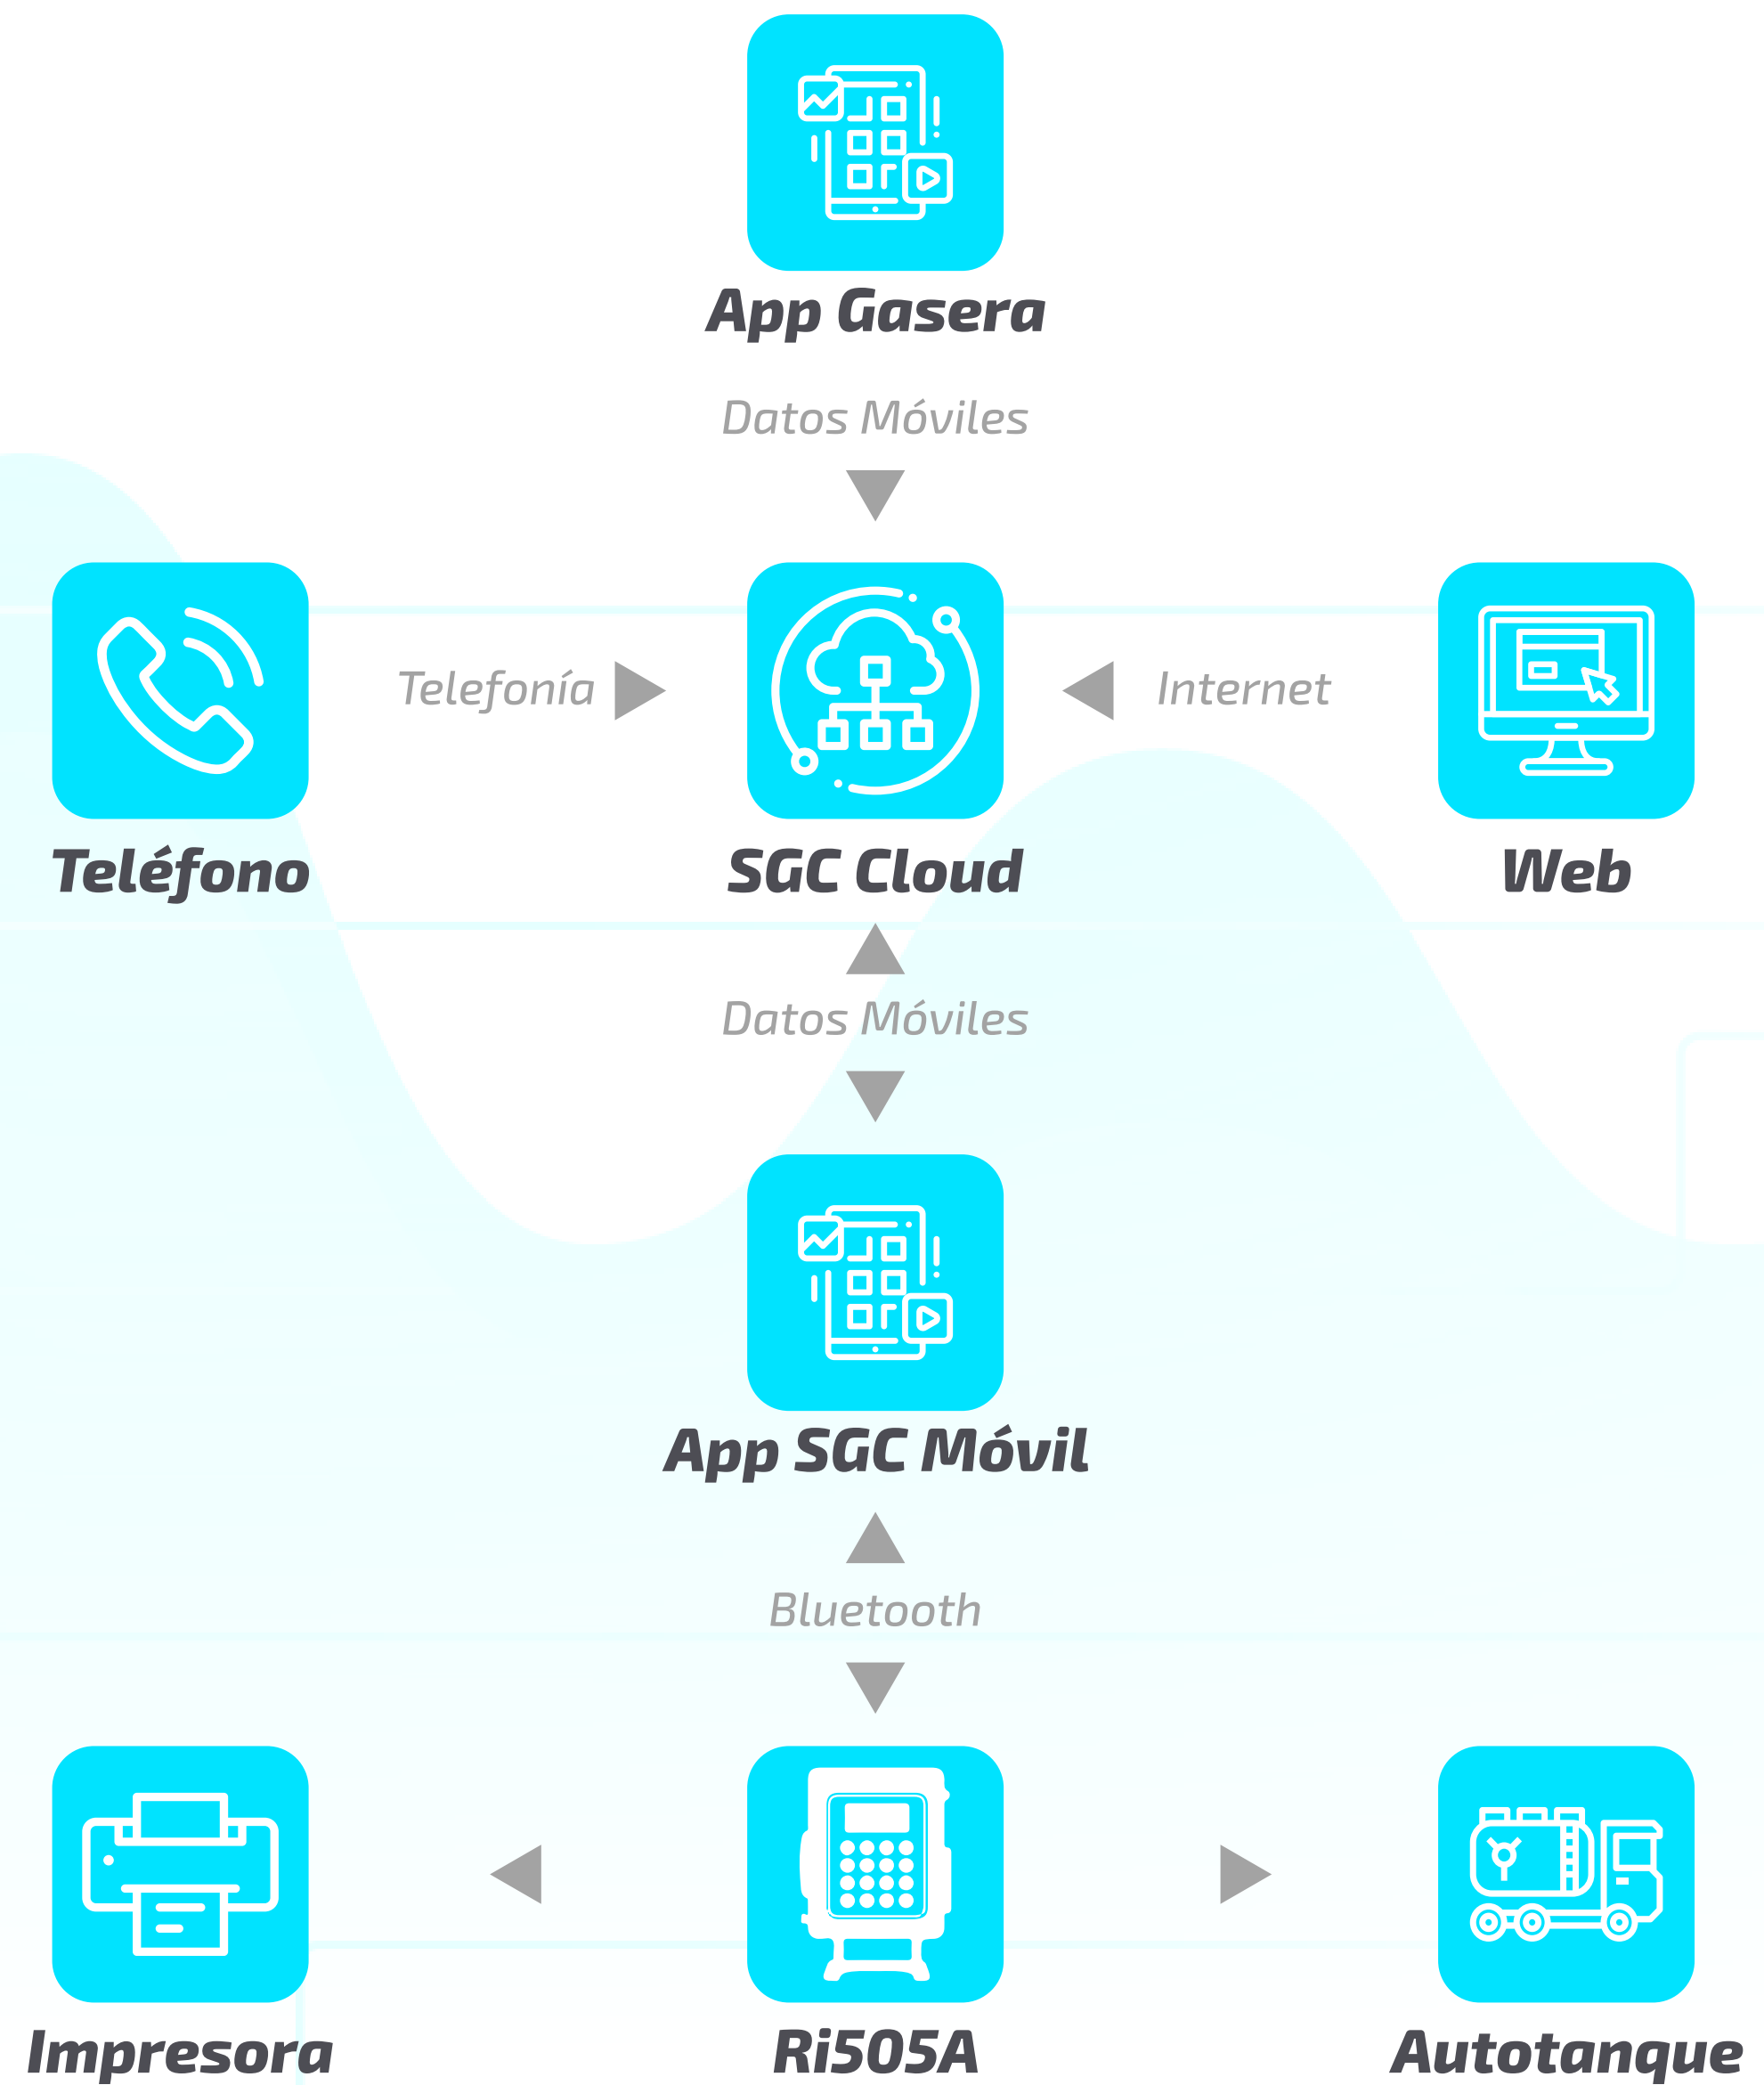 App Gasera
Datos Móviles
Telefonía
Internet
Teléfono
SGC Cloud
Web
Datos Móviles
App SGC Móvil
Bluetooth
Impresora
Ri505A
Autotanque